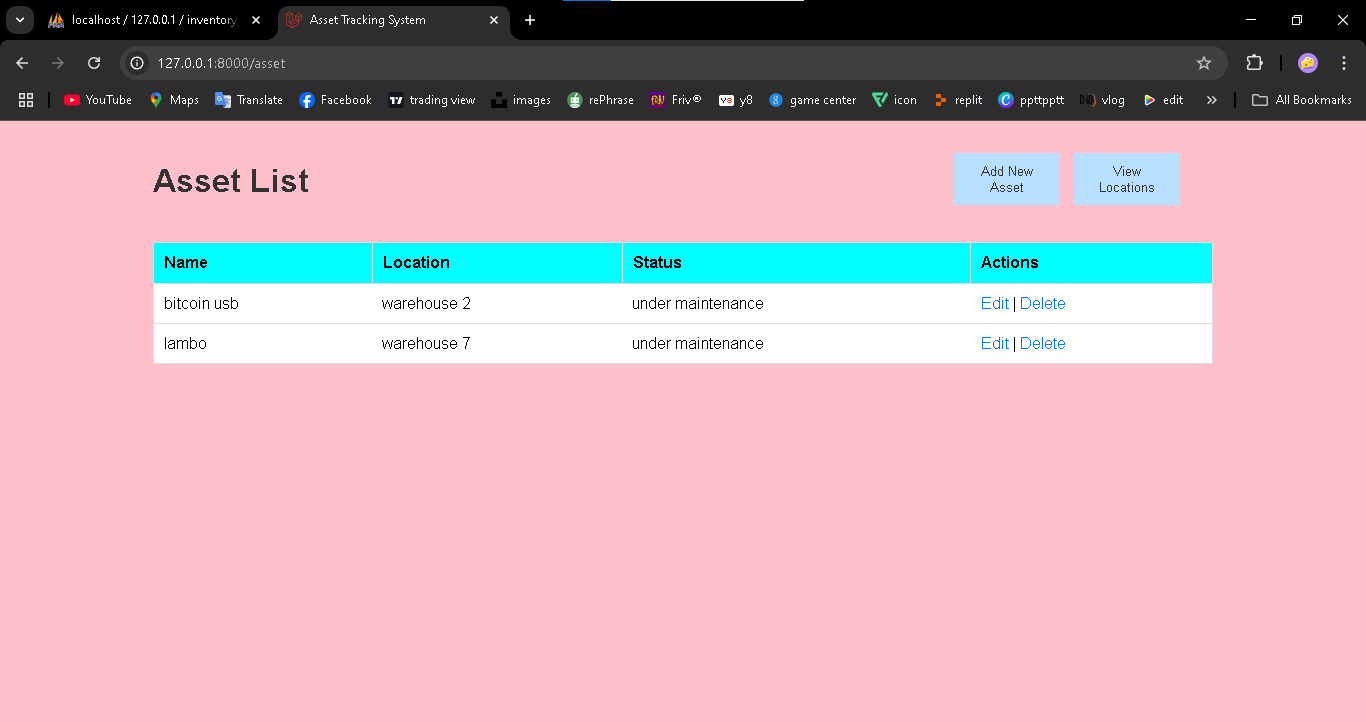 localhost / 127.0.0.1 / inventory
Asset Tracking System
127.0.0.1:8000/asset
YouTube
Maps
Translate
Facebook
trading view
images
rePhrase
Friv®
y8
game center
icon
replit
ppttpptt
vlog
edit
»
All Bookmarks
Asset List
Add New
Asset
View
Locations
Name Location Status Actions
bitcoin usb warehouse 2 under maintenance Edit | Delete
lambo warehouse 7 under maintenance Edit | Delete